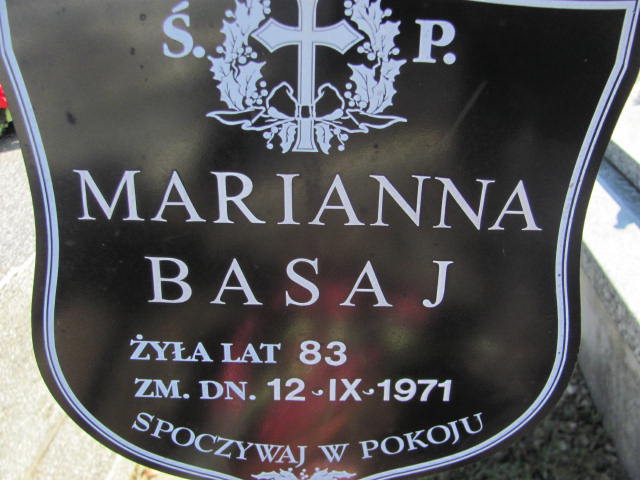 Ś. P.
MARIANNA
BASAJ
ŻYŁA LAT 83
ZM. DN. 12-IX-1971
SPOCZYWAJ W POKOJU